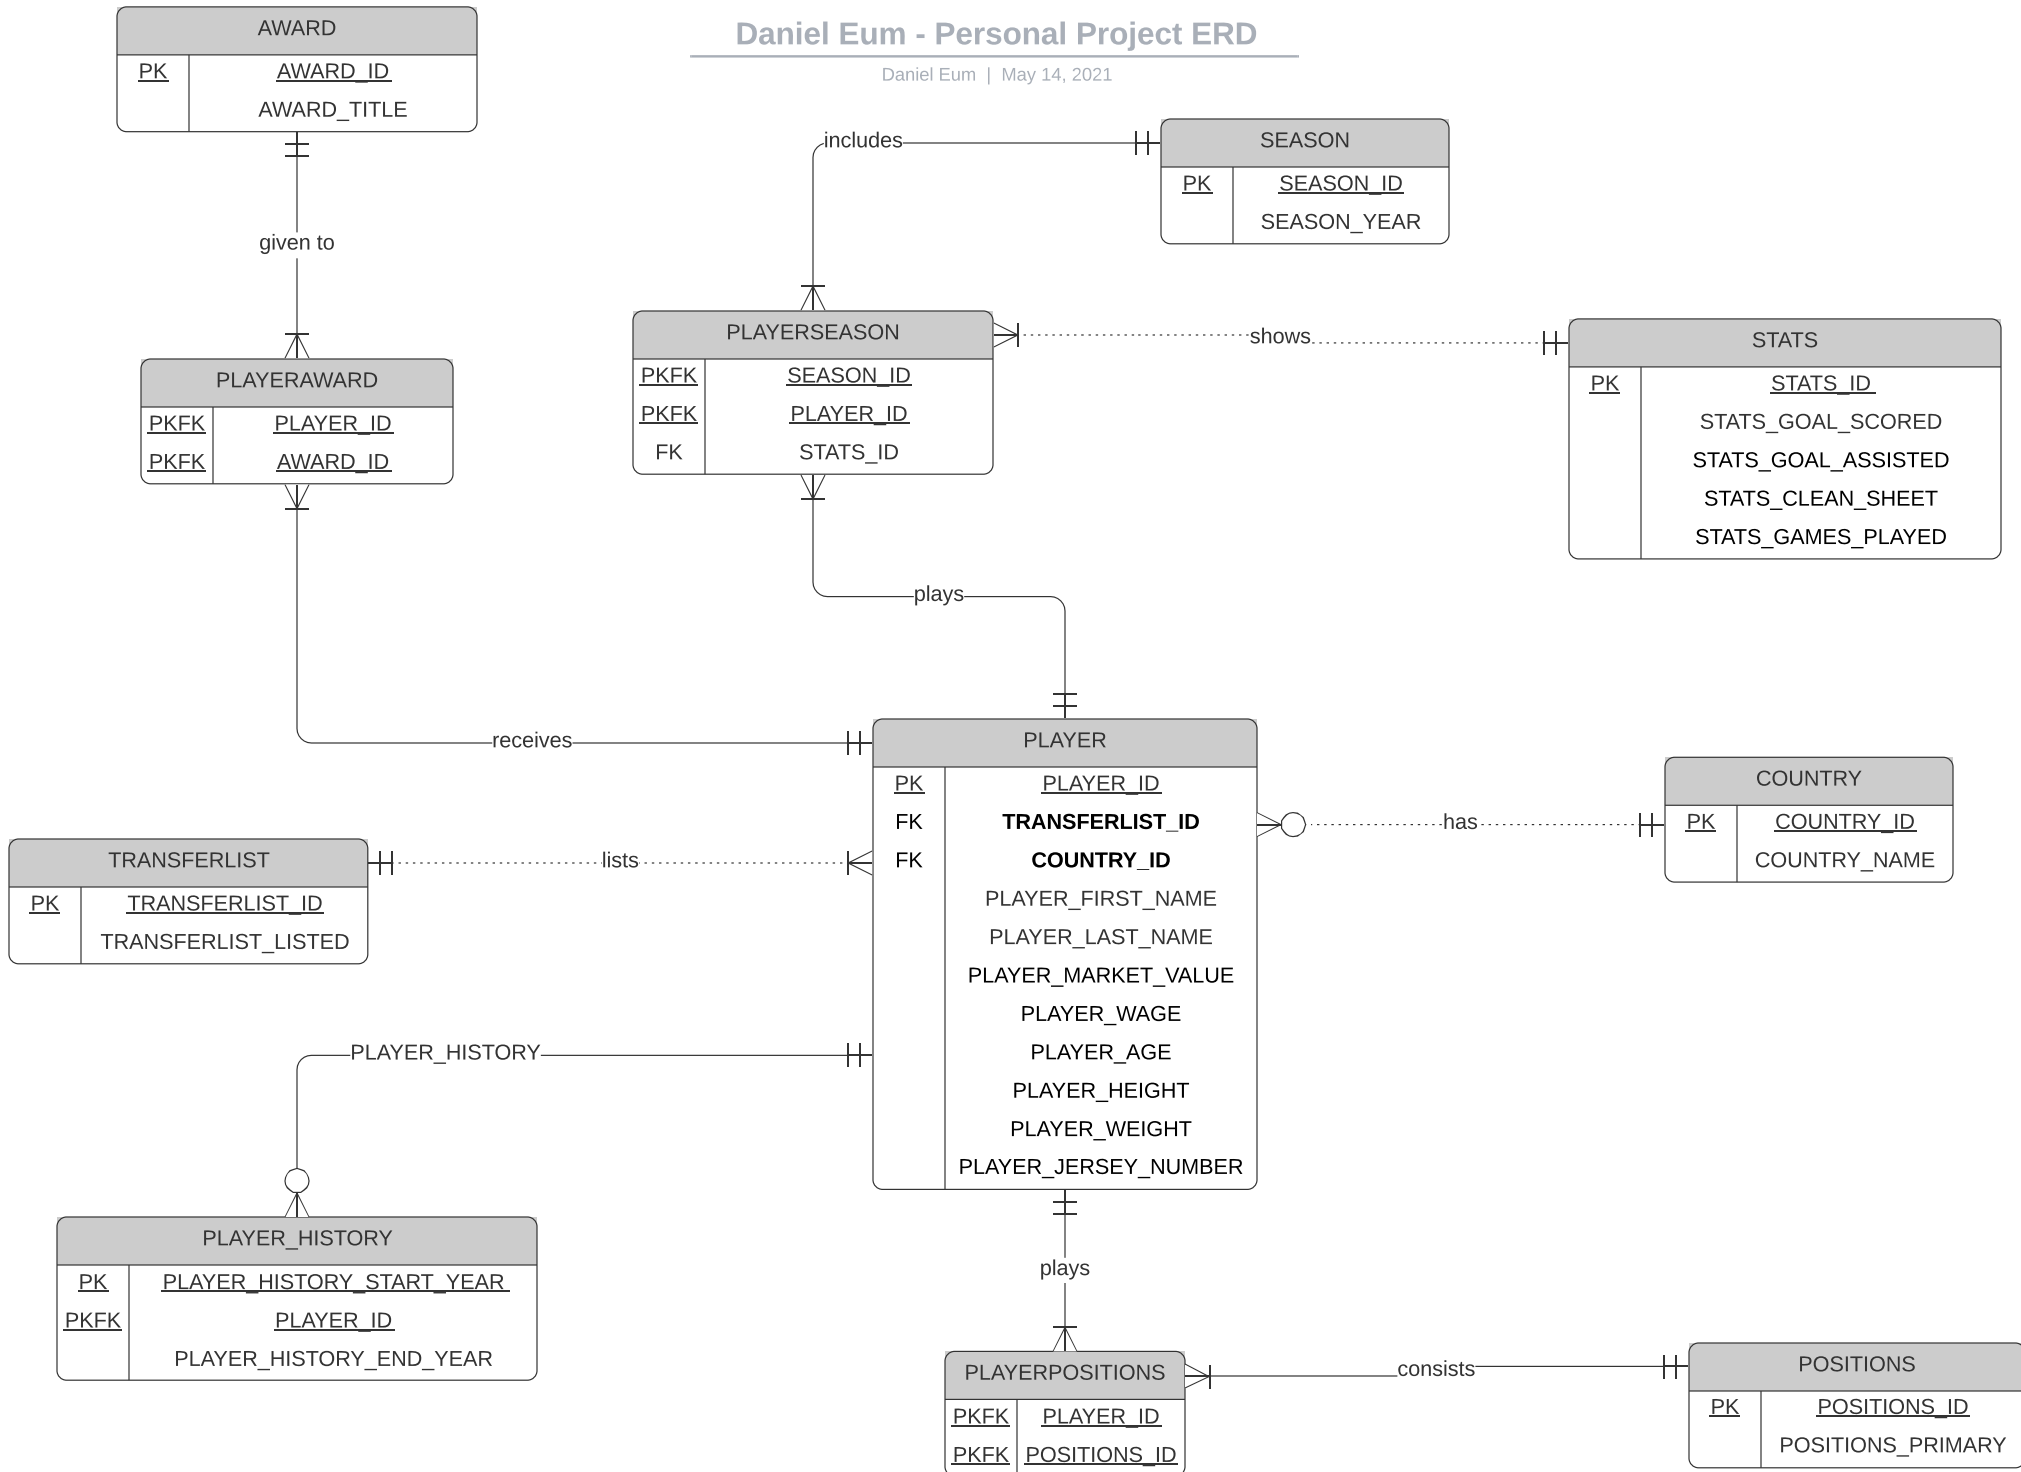 Daniel Eum - Personal Project ERD
Daniel Eum | May 14, 2021
AWARD
PK AWARD_ID
AWARD_TITLE
given to
includes
SEASON
PK SEASON_ID
SEASON_YEAR
PLAYERAWARD
PKFK PLAYER_ID
PKFK AWARD_ID
PLAYERSEASON
PKFK SEASON_ID
PKFK PLAYER_ID
FK STATS_ID
shows
STATS
PK STATS_ID
STATS_GOAL_SCORED
STATS_GOAL_ASSISTED
STATS_CLEAN_SHEET
STATS_GAMES_PLAYED
plays
receives
PLAYER
PK PLAYER_ID
FK TRANSFERLIST_ID
FK COUNTRY_ID
PLAYER_FIRST_NAME
PLAYER_LAST_NAME
PLAYER_MARKET_VALUE
PLAYER_WAGE
PLAYER_AGE
PLAYER_HEIGHT
PLAYER_WEIGHT
PLAYER_JERSEY_NUMBER
has
COUNTRY
PK COUNTRY_ID
COUNTRY_NAME
TRANSFERLIST
PK TRANSFERLIST_ID
TRANSFERLIST_LISTED
lists
PLAYER_HISTORY
PLAYER_HISTORY
PK PLAYER_HISTORY_START_YEAR
PKFK PLAYER_ID
PLAYER_HISTORY_END_YEAR
plays
PLAYERPOSITIONS
PKFK PLAYER_ID
PKFK POSITIONS_ID
consists
POSITIONS
PK POSITIONS_ID
POSITIONS_PRIMARY